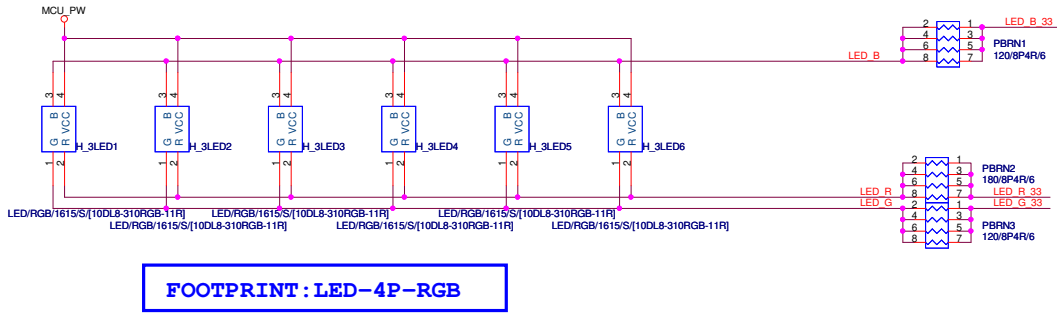 MCU_PW
LED_B_33
2 1
4 3
6 5
8 7
PBRN1
120/8P4R/6
LED_B
3 4 3 4 3 4 3 4 3 4 3 4
B VCC B VCC B VCC B VCC B VCC B VCC
G R G R G R G R G R G R
H_3LED1 H_3LED2 H_3LED3 H_3LED4 H_3LED5 H_3LED6
1 2 1 2 1 2 1 2 1 2 1 2
2 1
4 3
6 5
8 7
PBRN2
180/8P4R/6
LED_R LED_R_33
LED_G LED_G_33
2 1
4 3
6 5
8 7
PBRN3
120/8P4R/6
LED/RGB/1615/S/[10DL8-310RGB-11R] LED/RGB/1615/S/[10DL8-310RGB-11R] LED/RGB/1615/S/[10DL8-310RGB-11R]
LED/RGB/1615/S/[10DL8-310RGB-11R] LED/RGB/1615/S/[10DL8-310RGB-11R] LED/RGB/1615/S/[10DL8-310RGB-11R]
FOOTPRINT:LED-4P-RGB